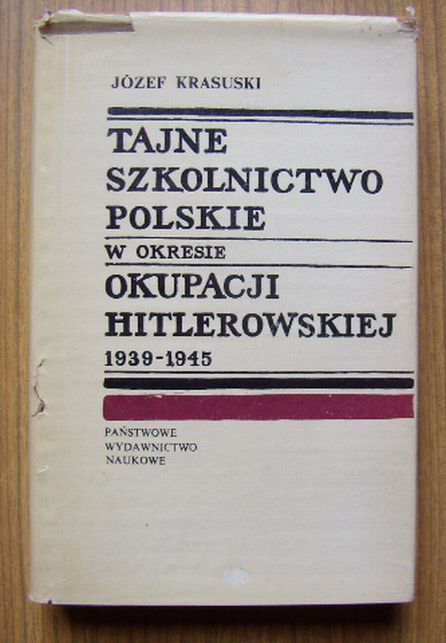 JÓZEF KRASUSKI
TAJNE
SZKOLNICTWO
POLSKIE
W OKRESIE
OKUPACJI
HITLEROWSKIEJ
1939-1945
PAŃSTWOWE
WYDAWNICTWO
NAUKOWE